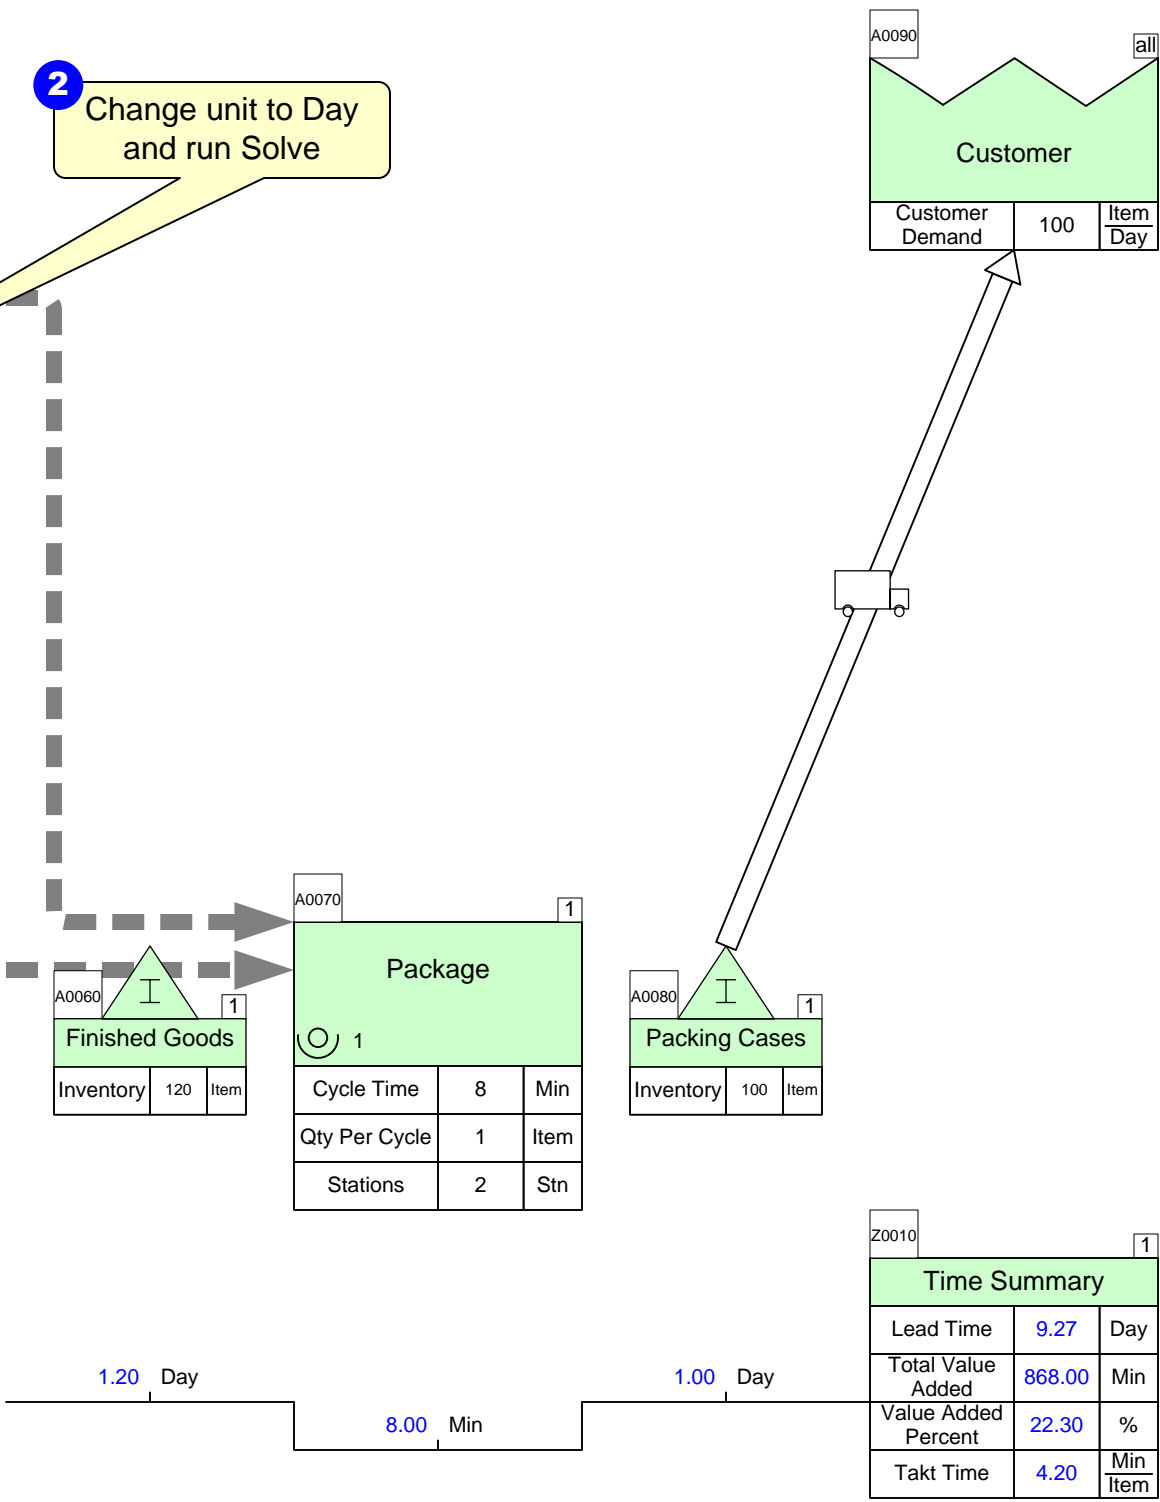 A0090
all
2
Change unit to Day
and run Solve
Customer
Customer
Demand
100
Item
Day
A0070
1
Package
1
Cycle Time 8 Min
Qty Per Cycle 1 Item
Stations 2 Stn
A0060
I
1
Finished Goods
Inventory 120 Item
A0080
I
1
Packing Cases
Inventory 100 Item
Z0010
1
Time Summary
Lead Time 9.27 Day
Total Value
Added
868.00 Min
Value Added
Percent
22.30 %
Takt Time 4.20
Min
Item
1.20 Day
8.00 Min
1.00 Day